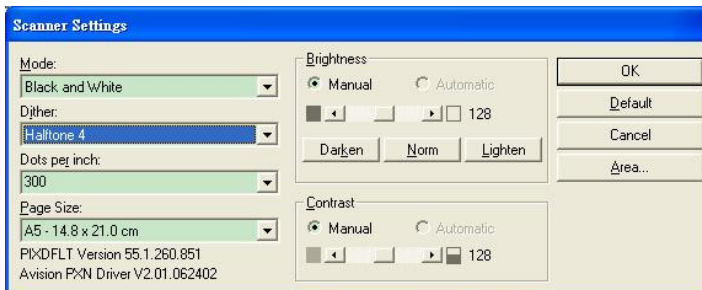 Scanner Settings
Mode:
Black and White
Dither:
Halftone 4
Dots per inch:
300
Page Size:
A5 - 14.8 x 21.0 cm
PIXDFLT Version 55.1.260.851
Avision PXN Driver V2.01.062402
Brightness
Manual Automatic
128
Darken Norm Lighten
Contrast
Manual Automatic
128
OK
Default
Cancel
Area...